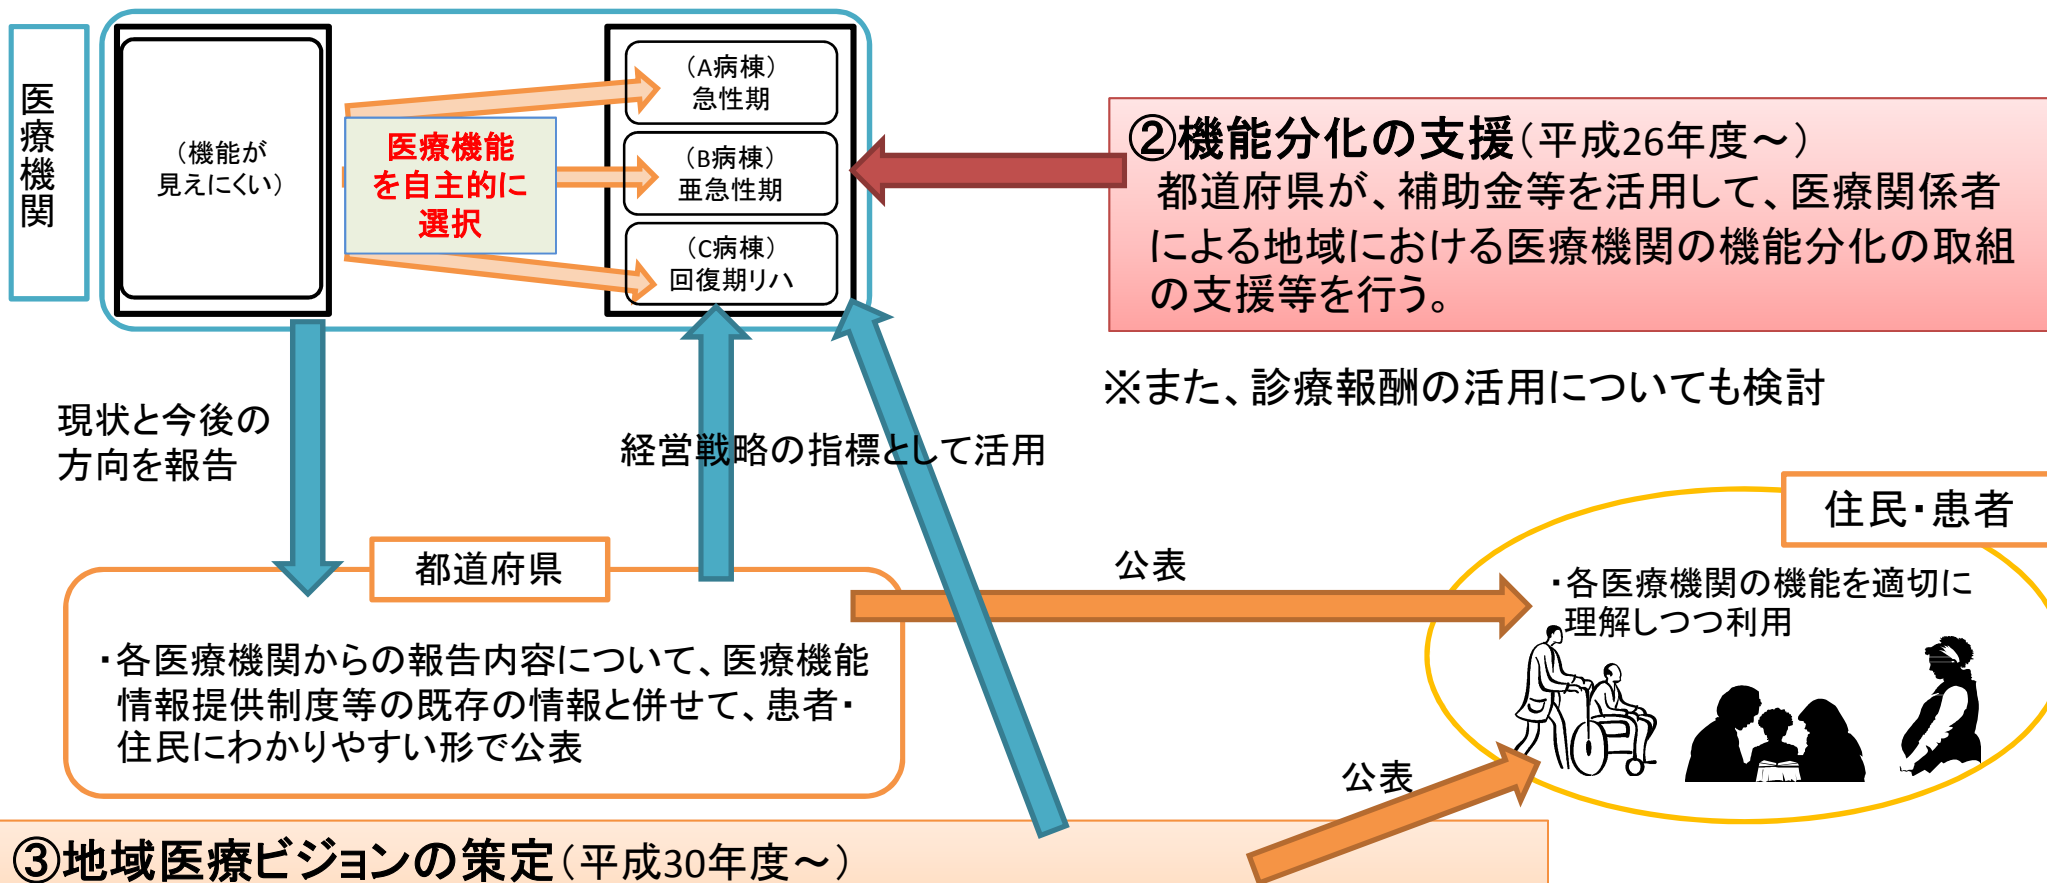 医療機関
（機能が
見えにくい）
医療機能
を自主的に
選択
（A病棟）
急性期
（B病棟）
亜急性期
（C病棟）
回復期リハ
②機能分化の支援（平成26年度～）
都道府県が、補助金等を活用して、医療関係者
による地域における医療機関の機能分化の取組
の支援等を行う。
※また、診療報酬の活用についても検討
現状と今後の
方向を報告
経営戦略の指標として活用
都道府県
・各医療機関からの報告内容について、医療機能
情報提供制度等の既存の情報と併せて、患者・
住民にわかりやすい形で公表
公表
住民・患者
・各医療機関の機能を適切に
理解しつつ利用
公表
③地域医療ビジョンの策定（平成30年度～）